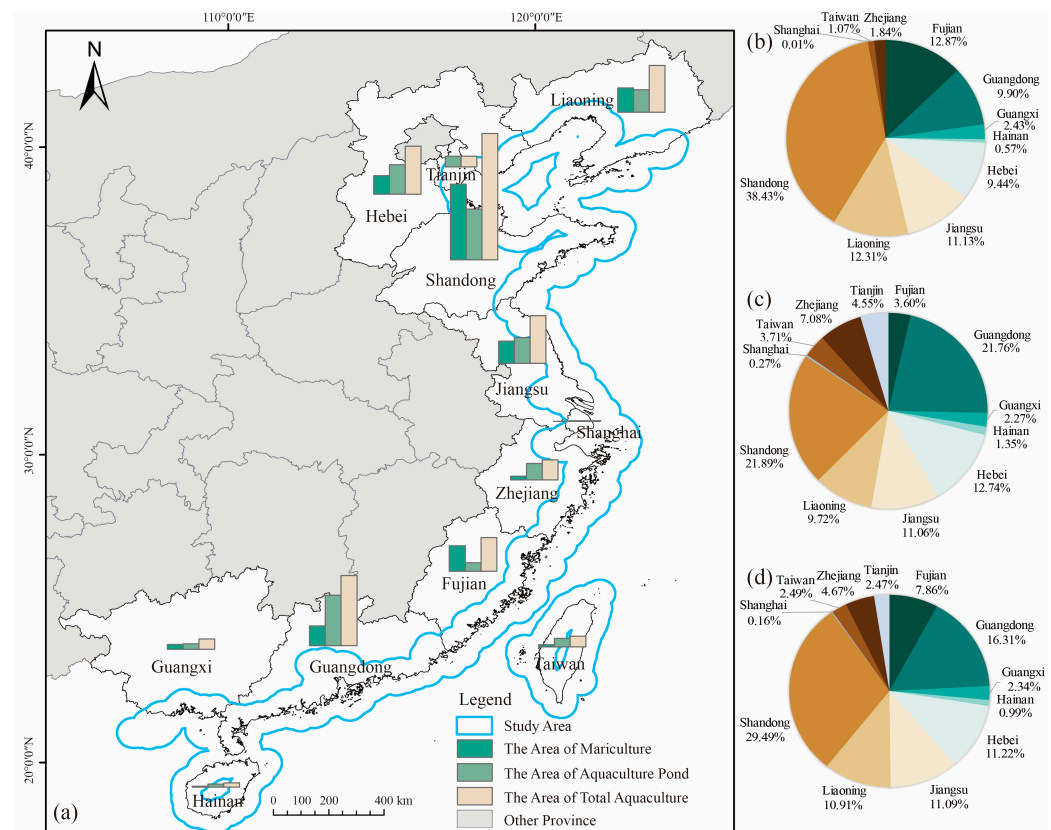 110°0'0"E
120°0'0"E
N
40°0'0"N
30°0'0"N
20°0'0"N
Liaoning
Tianjin
Hebei
Shandong
Jiangsu
Shanghai
Zhejiang
Fujian
Guangxi
Guangdong
Taiwan
Hainan
Legend
Study Area
The Area of Mariculture
The Area of Aquaculture Pond
The Area of Total Aquaculture
Other Province
0 100 200 400 km
(a)
(b)
Taiwan
1.07%
Zhejiang
1.84%
Shanghai
0.01%
Fujian
12.87%
Guangdong
9.90%
Guangxi
2.43%
Hainan
0.57%
Hebei
9.44%
Jiangsu
11.13%
Liaoning
12.31%
Shandong
38.43%
(c)
Tianjin
4.55%
Fujian
3.60%
Zhejiang
7.08%
Taiwan
3.71%
Shanghai
0.27%
Guangdong
21.76%
Guangxi
2.27%
Hainan
1.35%
Hebei
12.74%
Jiangsu
11.06%
Liaoning
9.72%
Shandong
21.89%
(d)
Taiwan
2.49%
Zhejiang
4.67%
Tianjin
2.47%
Fujian
7.86%
Shanghai
0.16%
Guangdong
16.31%
Guangxi
2.34%
Hainan
0.99%
Hebei
11.22%
Jiangsu
11.09%
Liaoning
10.91%
Shandong
29.49%